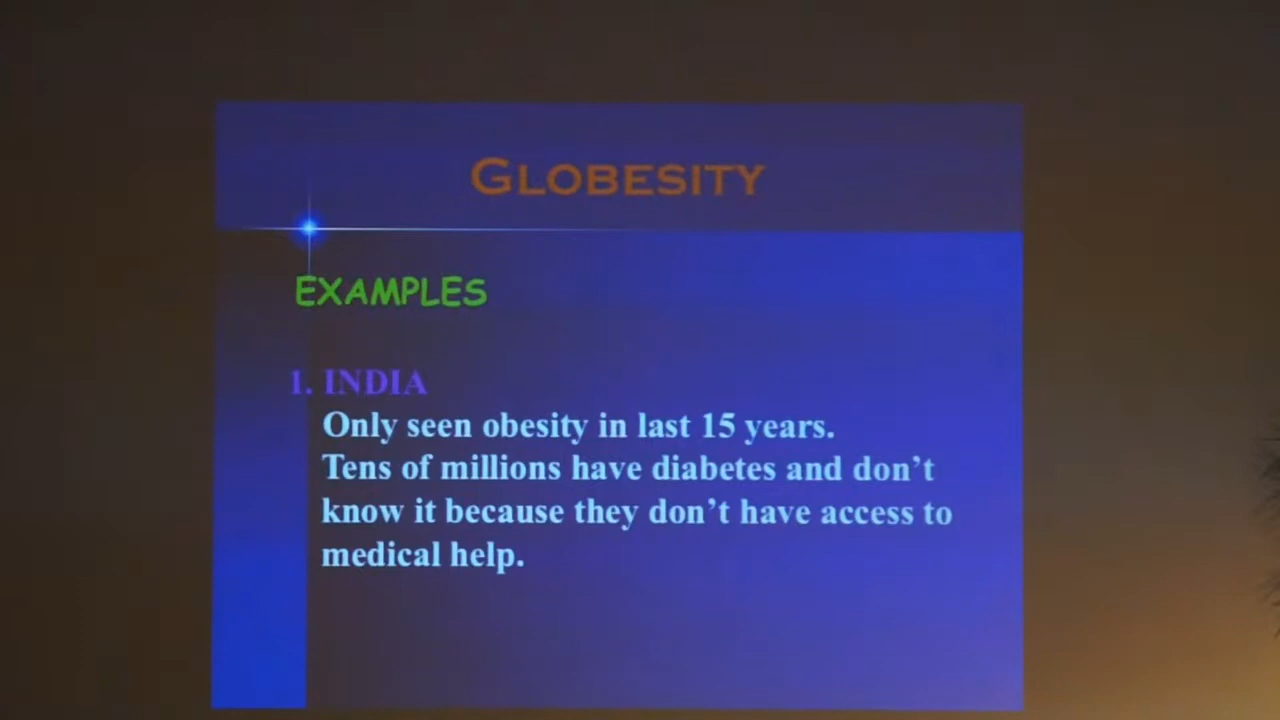 GLOBESITY
EXAMPLES
1. INDIA
Only seen obesity in last 15 years.
Tens of millions have diabetes and don’t
know it because they don’t have access to
medical help.